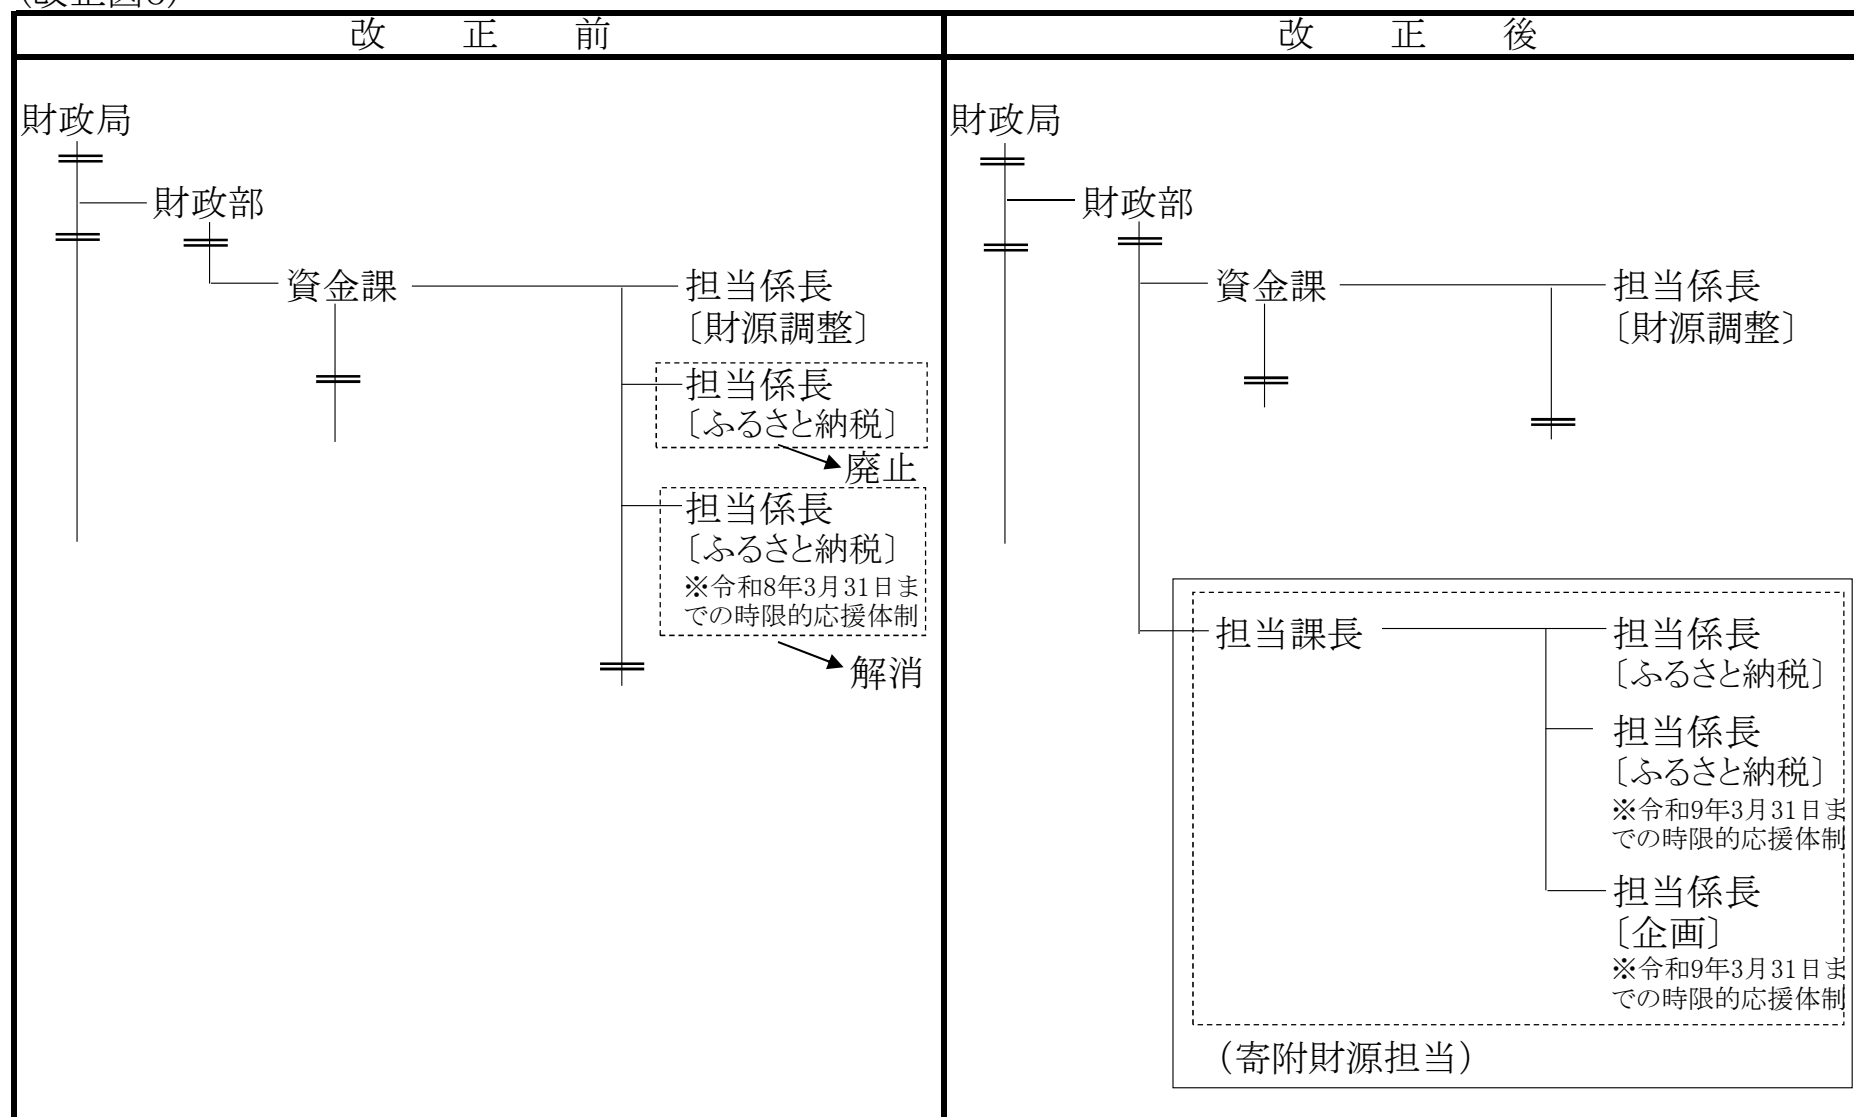 改正前
財政局
財政部
資金課
担当係長
〔財源調整〕
担当係長
〔ふるさと納税〕
廃止
担当係長
〔ふるさと納税〕
※令和8年3月31日ま
での時限的応援体制
解消
改正後
財政局
財政部
資金課
担当係長
〔財源調整〕
担当課長
担当係長
〔ふるさと納税〕
担当係長
〔ふるさと納税〕
※令和9年3月31日ま
での時限的応援体制
担当係長
〔企画〕
※令和9年3月31日ま
での時限的応援体制
（寄附財源担当）